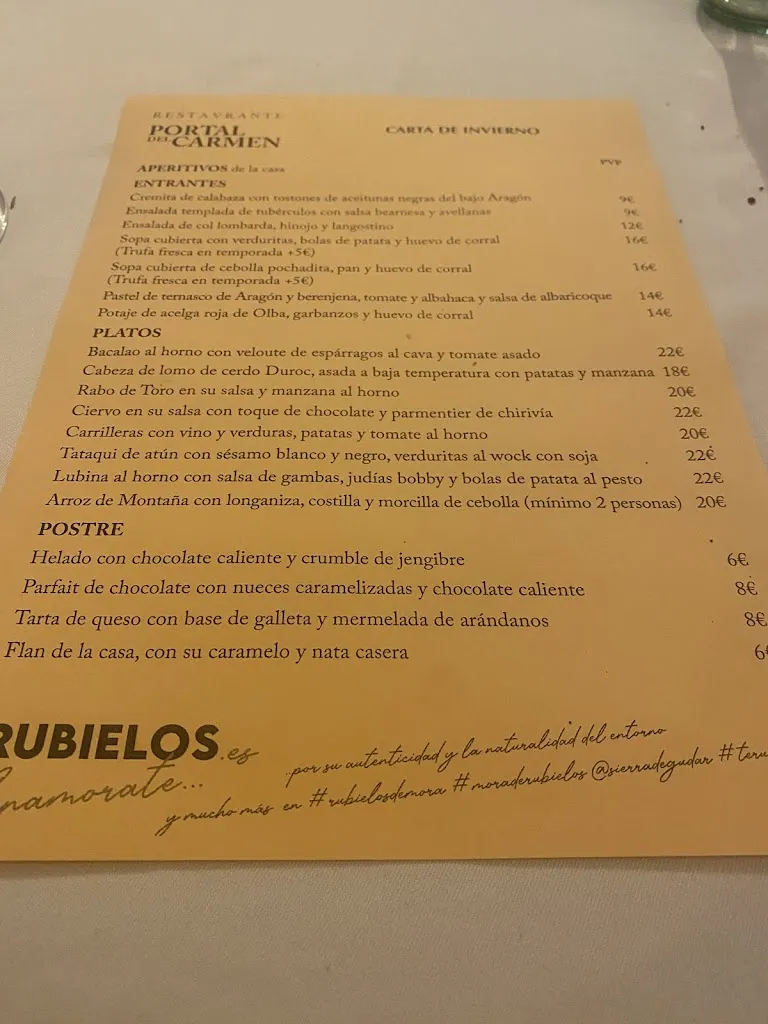 RESTAVRANTE
PORTAL
DEL CARMEN
CARTA DE INVIERNO
PVP
APERITIVOS de la casa
ENTRANTES
Cremita de calabaza con tostones de aceitunas negras del bajo Aragón 9€
Ensalada templada de tubérculos con salsa bearnesa y avellanas 9€
Ensalada de col lombarda, hinojo y langostino 12€
Sopa cubierta con verduritas, bolas de patata y huevo de corral 16€
(Trufa fresca en temporada +5€)
Sopa cubierta de cebolla pochadita, pan y huevo de corral 16€
(Trufa fresca en temporada +5€)
Pastel de ternasco de Aragón y berenjena, tomate y albahaca y salsa de albaricoque 14€
Potaje de acelga roja de Olba, garbanzos y huevo de corral 14€
PLATOS
Bacalao al horno con veloute de espárragos al cava y tomate asado 22€
Cabeza de lomo de cerdo Duroc, asada a baja temperatura con patatas y manzana 18€
Rabo de Toro en su salsa y manzana al horno 20€
Ciervo en su salsa con toque de chocolate y parmentier de chirivía 22€
Carrilleras con vino y verduras, patatas y tomate al horno 20€
Tataqui de atún con sésamo blanco y negro, verduritas al wock con soja 22€
Lubina al horno con salsa de gambas, judías bobby y bolas de patata al pesto 22€
Arroz de Montaña con longaniza, costilla y morcilla de cebolla (mínimo 2 personas) 20€
POSTRE
Helado con chocolate caliente y crumble de jengibre 6€
Parfait de chocolate con nueces caramelizadas y chocolate caliente 8€
Tarta de queso con base de galleta y mermelada de arándanos 8€
Flan de la casa, con su caramelo y nata casera 6€
RUBIELOS.es
namorate...
..por su autenticidad y la naturalidad del entorno
y mucho más en #rubielosdemora #moraderubielos @sierradegudar #teru